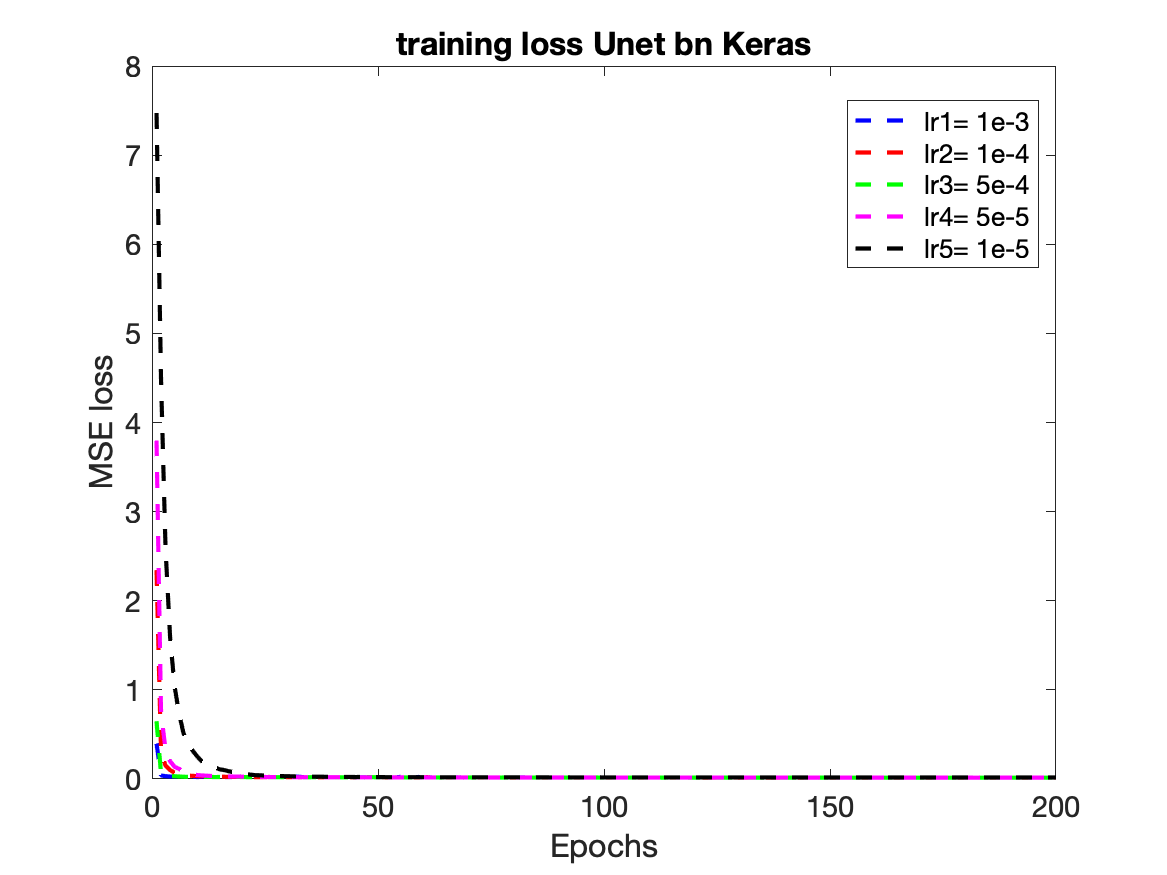 training loss Unet bn Keras
8
7
6
5
4
3
2
1
0
MSE loss
lr1= 1e-3
lr2= 1e-4
lr3= 5e-4
lr4= 5e-5
lr5= 1e-5
0 50 100 150 200
Epochs